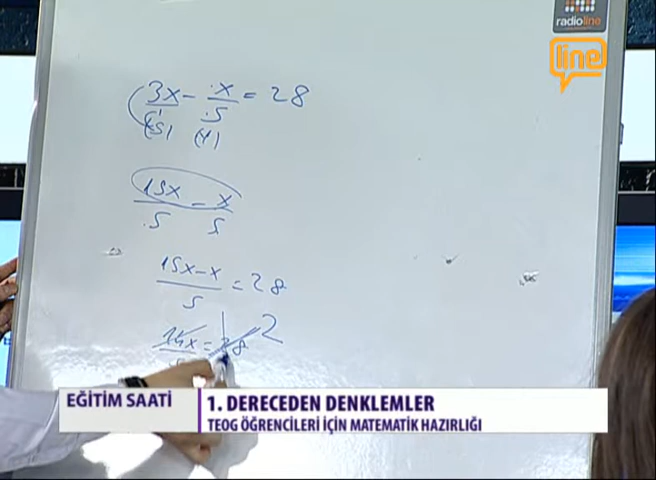 radioline
line
3x/1 - x/5 = 28
(5) (1)
15x/5 - x/5
15x-x/5 = 28
14x = 28 2
EĞİTİM SAATİ
1. DERECEDEN DENKLEMLER
TEOG ÖĞRENCİLERİ İÇİN MATEMATİK HAZIRLIĞI